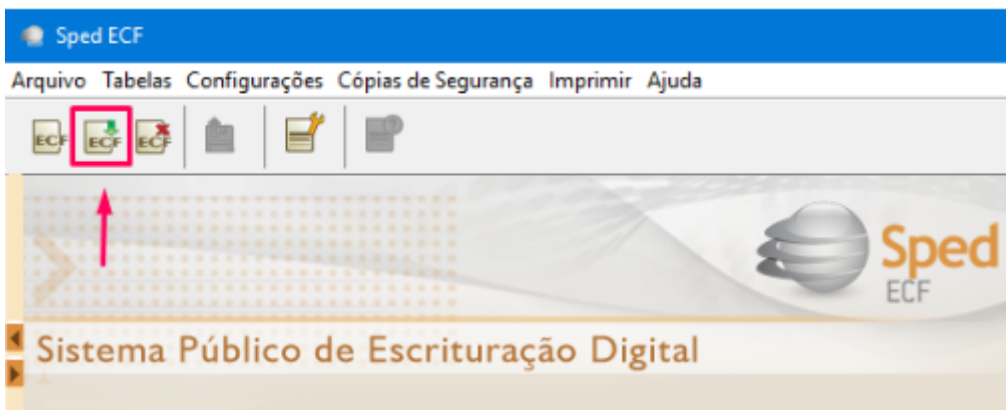 Sped ECF
Arquivo Tabelas Configurações Cópias de Segurança Imprimir Ajuda
ECF ECF ECF
Sped
ECF
Sistema Público de Escrituração Digital